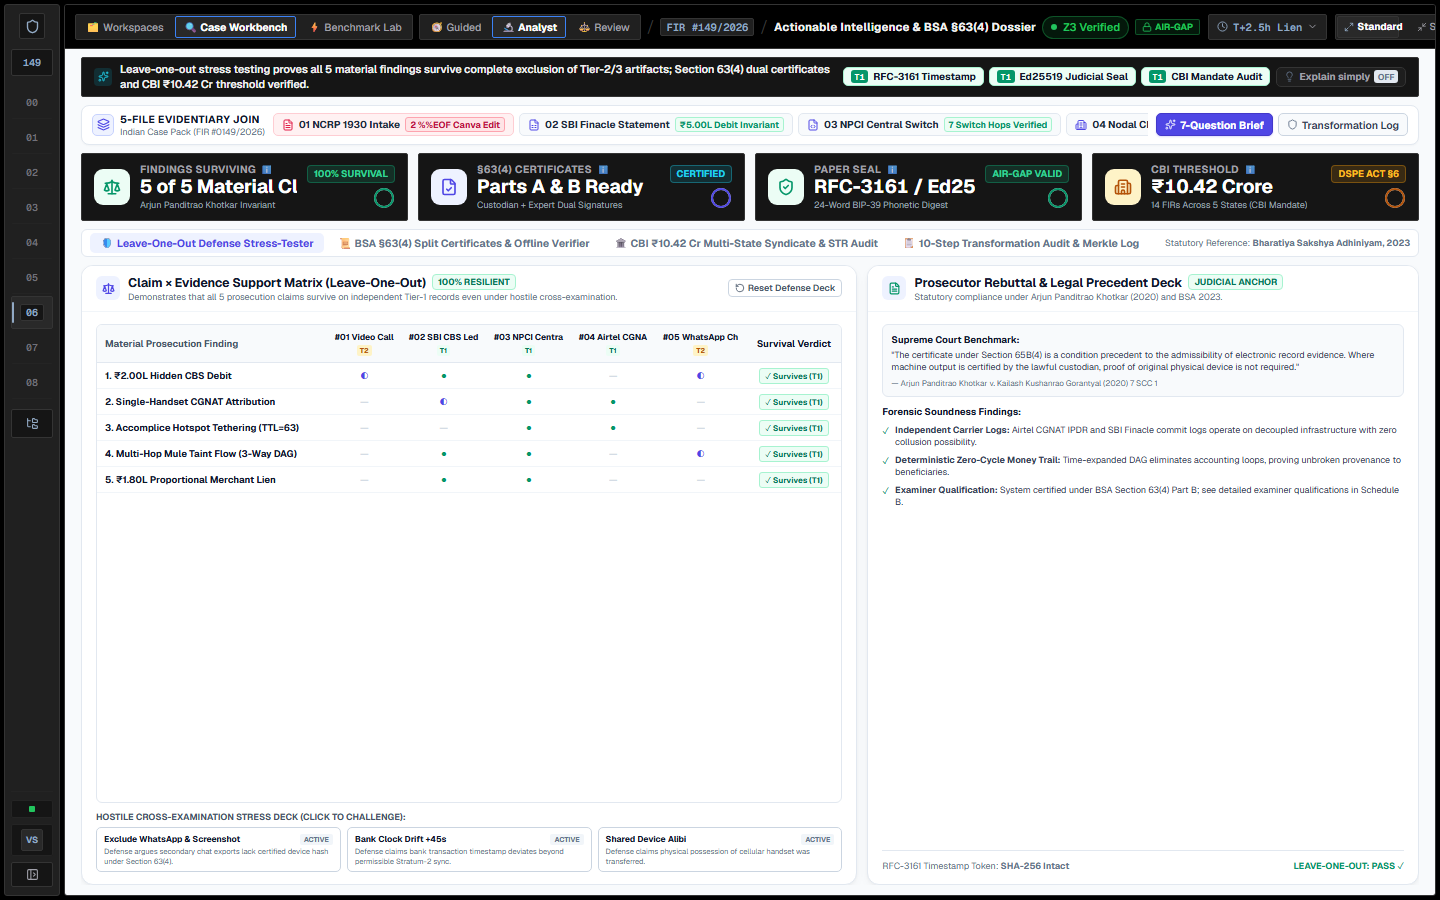 149
00
01
02
03
04
05
06
07
08
VS
Workspaces
Case Workbench
Benchmark Lab
Guided
Analyst
Review
/
FIR #149/2026
/
Actionable Intelligence & BSA §63(4) Dossier
Z3 Verified
AIR-GAP
T+2.5h Lien
Standard
S
Leave-one-out stress testing proves all 5 material findings survive complete exclusion of Tier-2/3 artifacts; Section 63(4) dual certificates
and CBI ₹10.42 Cr threshold verified.
T1 RFC-3161 Timestamp
T1 Ed25519 Judicial Seal
T1 CBI Mandate Audit
Explain simply OFF
5-FILE EVIDENTIARY JOIN
Indian Case Pack (FIR #0149/2026)
01 NCRP 1930 Intake 2 %%EOF Canva Edit
02 SBI Finacle Statement ₹5.00L Debit Invariant
03 NPCI Central Switch 7 Switch Hops Verified
04 Nodal Cl
7-Question Brief
Transformation Log
FINDINGS SURVIVING
100% SURVIVAL
5 of 5 Material Cl
Arjun Panditrao Khotkar Invariant
§63(4) CERTIFICATES
CERTIFIED
Parts A & B Ready
Custodian + Expert Dual Signatures
PAPER SEAL
AIR-GAP VALID
RFC-3161 / Ed25
24-Word BIP-39 Phonetic Digest
CBI THRESHOLD
DSPE ACT §6
₹10.42 Crore
14 FIRs Across 5 States (CBI Mandate)
Leave-One-Out Defense Stress-Tester
BSA §63(4) Split Certificates & Offline Verifier
CBI ₹10.42 Cr Multi-State Syndicate & STR Audit
10-Step Transformation Audit & Merkle Log
Statutory Reference: Bharatiya Sakshya Adhiniyam, 2023
Claim × Evidence Support Matrix (Leave-One-Out) 100% RESILIENT
Demonstrates that all 5 prosecution claims survive on independent Tier-1 records even under hostile cross-examination.
Reset Defense Deck
Material Prosecution Finding
#01 Video Call
T2
#02 SBI CBS Led
T1
#03 NPCI Centra
T1
#04 Airtel CGNA
T1
#05 WhatsApp Ch
T2
Survival Verdict
1. ₹2.00L Hidden CBS Debit ◐ ● ● — ◐ ✓ Survives (T1)
2. Single-Handset CGNAT Attribution — ◐ ● ● — ✓ Survives (T1)
3. Accomplice Hotspot Tethering (TTL=63) — — ● ● — ✓ Survives (T1)
4. Multi-Hop Mule Taint Flow (3-Way DAG) — ● ● — ◐ ✓ Survives (T1)
5. ₹1.80L Proportional Merchant Lien — ● ● — — ✓ Survives (T1)
HOSTILE CROSS-EXAMINATION STRESS DECK (CLICK TO CHALLENGE):
Exclude WhatsApp & Screenshot ACTIVE
Defense argues secondary chat exports lack certified device hash
under Section 63(4).
Bank Clock Drift +45s ACTIVE
Defense claims bank transaction timestamp deviates beyond
permissible Stratum-2 sync.
Shared Device Alibi ACTIVE
Defense claims physical possession of cellular handset was
transferred.
Prosecutor Rebuttal & Legal Precedent Deck JUDICIAL ANCHOR
Statutory compliance under Arjun Panditrao Khotkar (2020) and BSA 2023.
Supreme Court Benchmark:
"The certificate under Section 65B(4) is a condition precedent to the admissibility of electronic record evidence. Where
machine output is certified by the lawful custodian, proof of original physical device is not required."
— Arjun Panditrao Khotkar v. Kailash Kushanrao Gorantyal (2020) 7 SCC 1
Forensic Soundness Findings:
✓ Independent Carrier Logs: Airtel CGNAT IPDR and SBI Finacle commit logs operate on decoupled infrastructure with zero
collusion possibility.
✓ Deterministic Zero-Cycle Money Trail: Time-expanded DAG eliminates accounting loops, proving unbroken provenance to
beneficiaries.
✓ Examiner Qualification: System certified under BSA Section 63(4) Part B; see detailed examiner qualifications in Schedule
B.
RFC-3161 Timestamp Token: SHA-256 Intact
LEAVE-ONE-OUT: PASS ✓